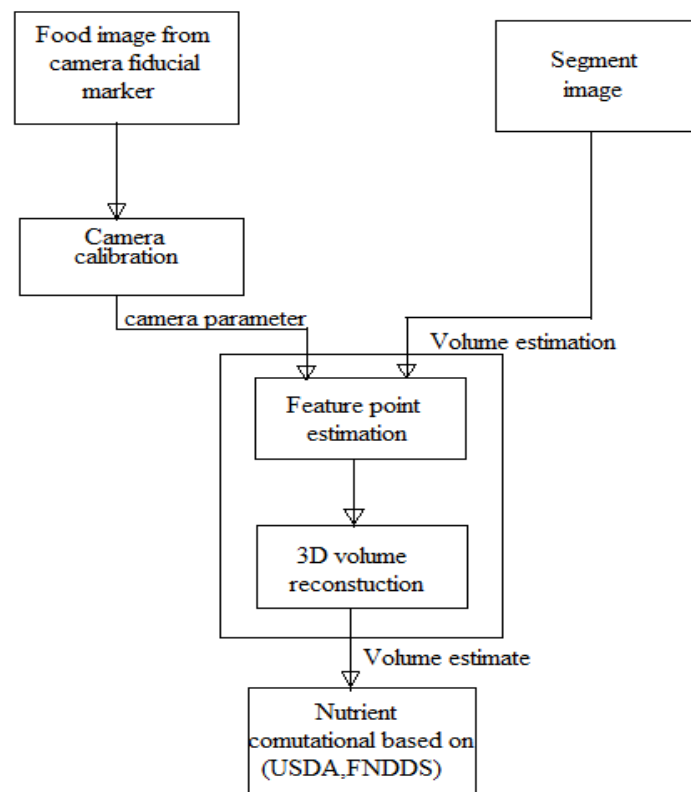 Food image from
camera fiducial
marker
Segment
image
Camera
calibration
camera parameter
Volume estimation
Feature point
estimation
3D volume
reconstuction
Volume estimate
Nutrient
comutational based on
(USDA,FNDDS)